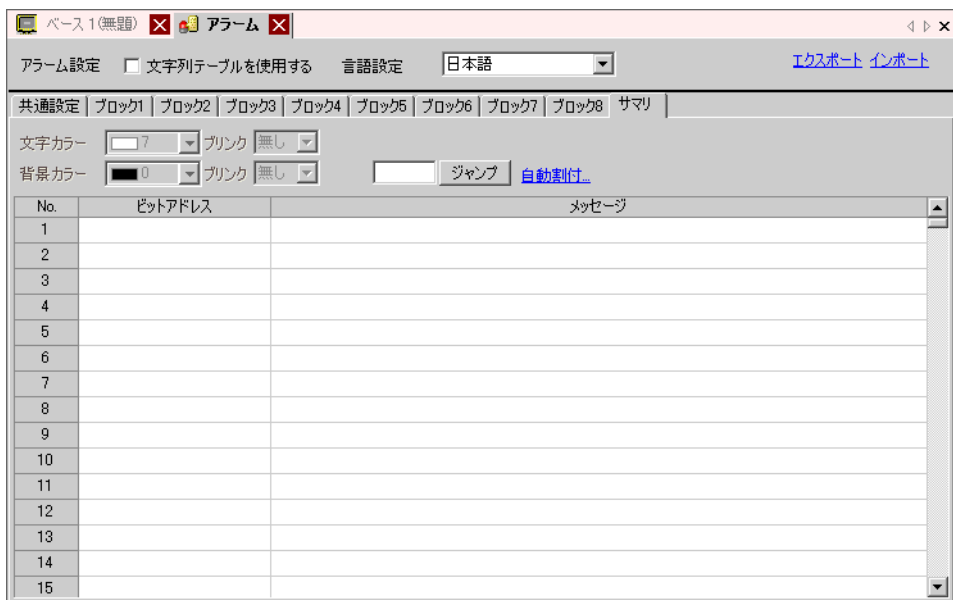 ベース1(無題) アラーム
アラーム設定 文字列テーブルを使用する 言語設定 日本語 エクスポート インポート
共通設定 ブロック1 ブロック2 ブロック3 ブロック4 ブロック5 ブロック6 ブロック7 ブロック8 サマリ
文字カラー 7 ブリンク 無し
背景カラー 0 ブリンク 無し ジャンプ 自動割付...
No. ビットアドレス メッセージ
1
2
3
4
5
6
7
8
9
10
11
12
13
14
15